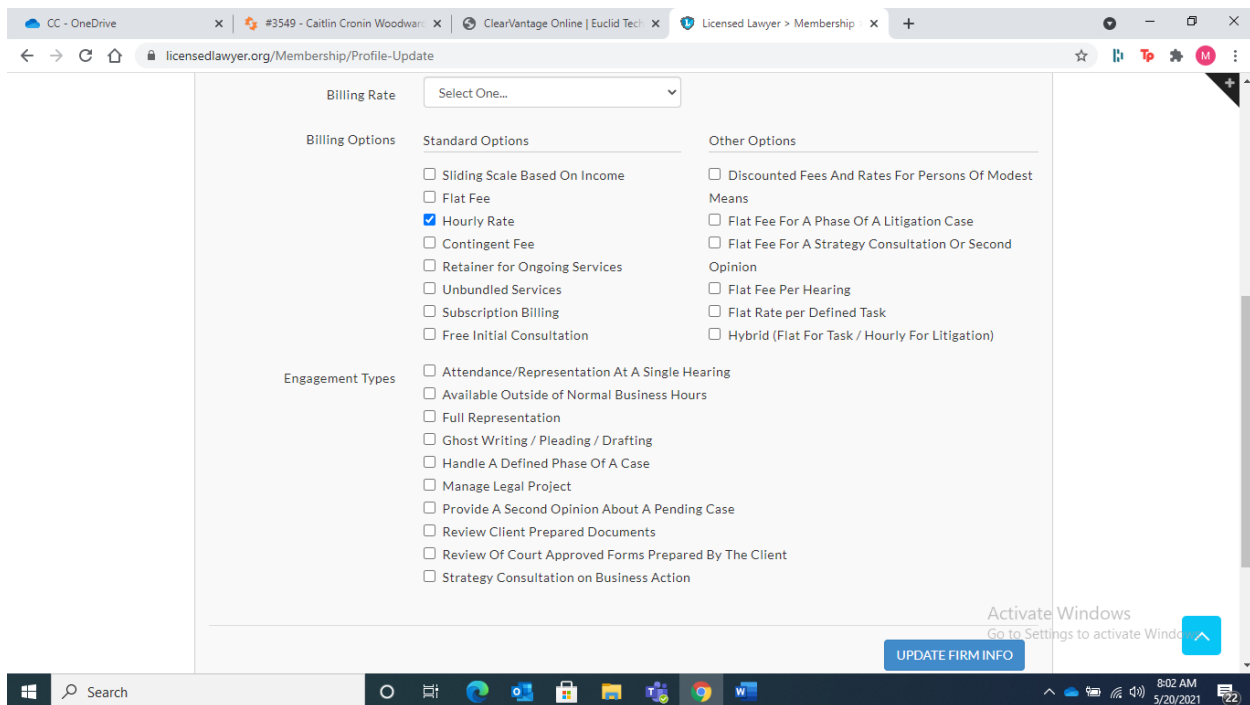 CC - OneDrive
#3549 - Caitlin Cronin Woodward
ClearVantage Online | Euclid Tech
Licensed Lawyer > Membership >
licensedlawyer.org/Membership/Profile-Update
M
Billing Rate
Select One...
Billing Options
Standard Options
Other Options
Sliding Scale Based On Income
Flat Fee
Hourly Rate
Contingent Fee
Retainer for Ongoing Services
Unbundled Services
Subscription Billing
Free Initial Consultation
Discounted Fees And Rates For Persons Of Modest
Means
Flat Fee For A Phase Of A Litigation Case
Flat Fee For A Strategy Consultation Or Second
Opinion
Flat Fee Per Hearing
Flat Rate per Defined Task
Hybrid (Flat For Task / Hourly For Litigation)
Engagement Types
Attendance/Representation At A Single Hearing
Available Outside of Normal Business Hours
Full Representation
Ghost Writing / Pleading / Drafting
Handle A Defined Phase Of A Case
Manage Legal Project
Provide A Second Opinion About A Pending Case
Review Client Prepared Documents
Review Of Court Approved Forms Prepared By The Client
Strategy Consultation on Business Action
Activate Windows
Go to Settings to activate Windows.
UPDATE FIRM INFO
Search
8:02 AM
5/20/2021
22